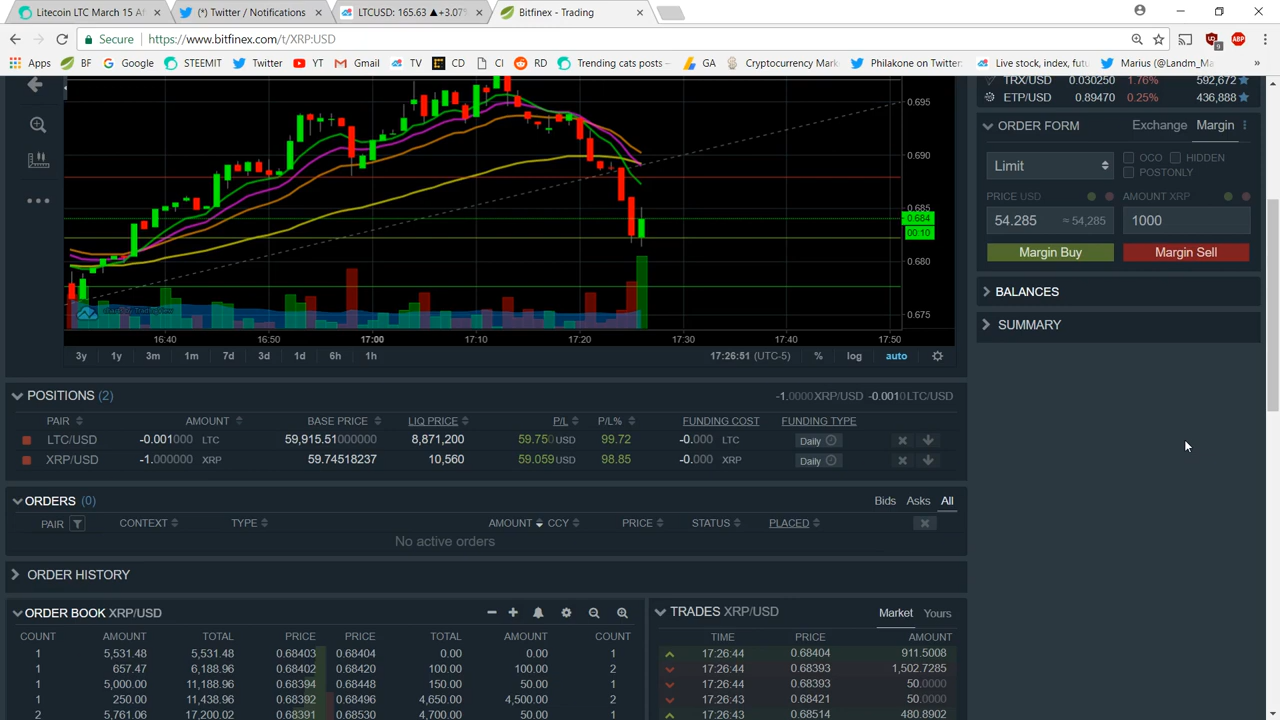 Litecoin LTC March 15 Af
(*) Twitter / Notifications
LTCUSD: 165.63 ▲+3.07%
Bitfinex - Trading
Secure | https://www.bitfinex.com/t/XRP:USD
Apps BF Google STEEMIT Twitter YT Gmail TV CD CI RD Trending cats posts - GA Cryptocurrency Mark Philakone on Twitter Live stock, index, futu Marcus (@Landm_Ma »
9
ABP
TRX/USD 0.030250 1.76% 692,672
ETP/USD 0.89470 0.25% 436,888
ORDER FORM Exchange Margin
Limit OCO HIDDEN
POSTONLY
PRICE USD AMOUNT XRP
54.285 ≈ 54,285 1000
Margin Buy Margin Sell
BALANCES
SUMMARY
0.695
0.690
0.685
0.684
00:10
0.680
0.675
16:40 16:50 17:00 17:10 17:20 17:30 17:40 17:50
3y 1y 3m 1m 7d 3d 1d 6h 1h 17:26:51 (UTC-5) % log auto
POSITIONS (2) -1.0000XRP/USD -0.0010LTC/USD
PAIR AMOUNT BASE PRICE LIQ PRICE P/L P/L% FUNDING COST FUNDING TYPE
LTC/USD -0.001000 LTC 59,915.51000000 8,871,200 59.750 USD 99.72 -0.000 LTC Daily
XRP/USD -1.000000 XRP 59.74518237 10,560 59.059 USD 98.85 -0.000 XRP Daily
ORDERS (0) Bids Asks All
PAIR CONTEXT TYPE AMOUNT CCY PRICE STATUS PLACED
No active orders
ORDER HISTORY
ORDER BOOK XRP/USD
COUNT AMOUNT TOTAL PRICE PRICE TOTAL AMOUNT COUNT
1 5,531.48 5,531.48 0.68403 0.68404 0.00 0.00 1
1 657.47 6,188.96 0.68402 0.68420 100.00 100.00 2
1 5,000.00 11,188.96 0.68394 0.68448 150.00 50.00 1
1 250.00 11,438.96 0.68392 0.68496 4,650.00 4,500.00 2
2 5,761.06 17,200.02 0.68391 0.68530 4,700.00 50.00 1
TRADES XRP/USD Market Yours
TIME PRICE AMOUNT
17:26:44 0.68404 911.5008
17:26:44 0.68393 1,502.7285
17:26:44 0.68393 50.0000
17:26:43 0.68421 50.0000
17:26:43 0.68514 480.8902